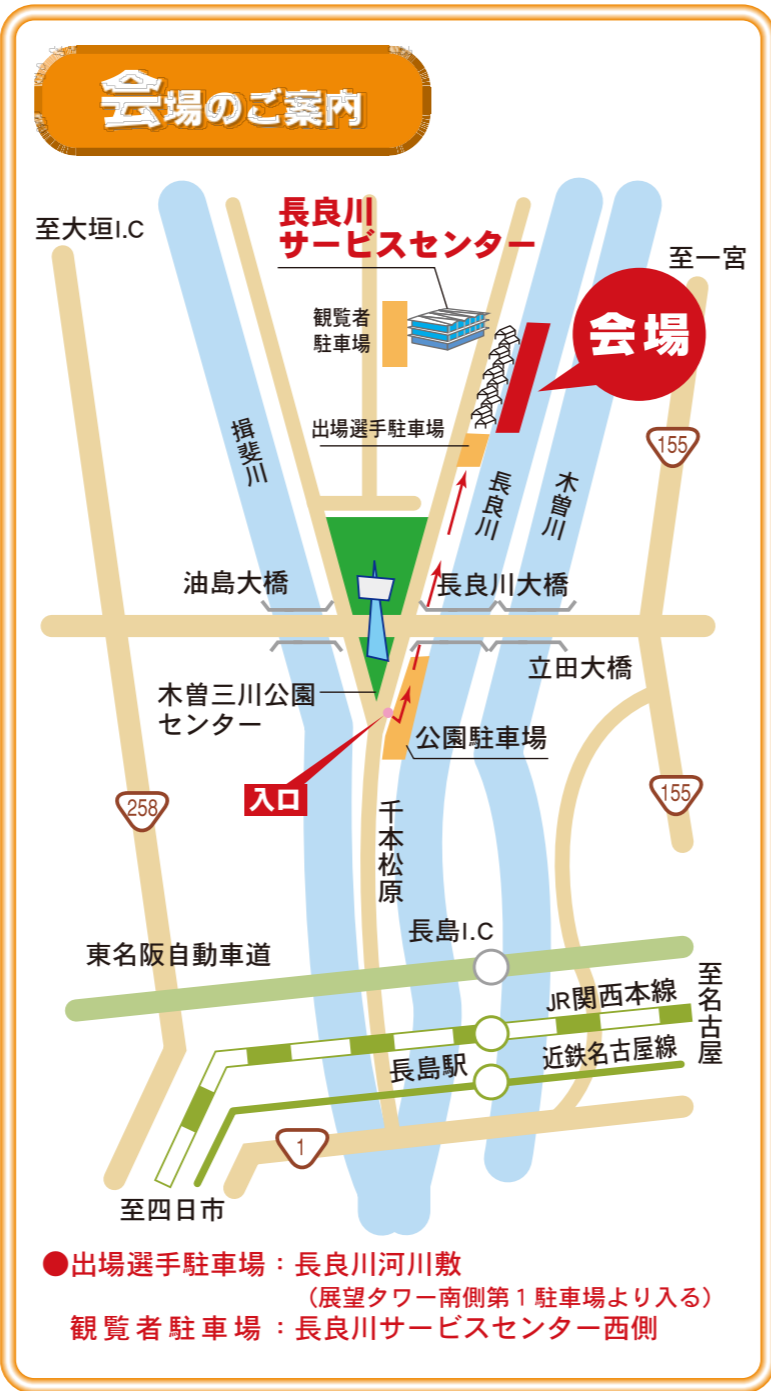 会場のご案内
至大垣I.C
長良川
サービスセンター
至一宮
観覧者
駐車場
会場
出場選手駐車場
155
揖斐川
長良川
木曽川
油島大橋
長良川大橋
立田大橋
木曽三川公園
センター
公園駐車場
入口
258
155
千本松原
長島I.C
東名阪自動車道
至名古屋
JR関西本線
長島駅
近鉄名古屋線
1
至四日市
●出場選手駐車場：長良川河川敷
（展望タワー南側第1駐車場より入る）
観覧者駐車場：長良川サービスセンター西側